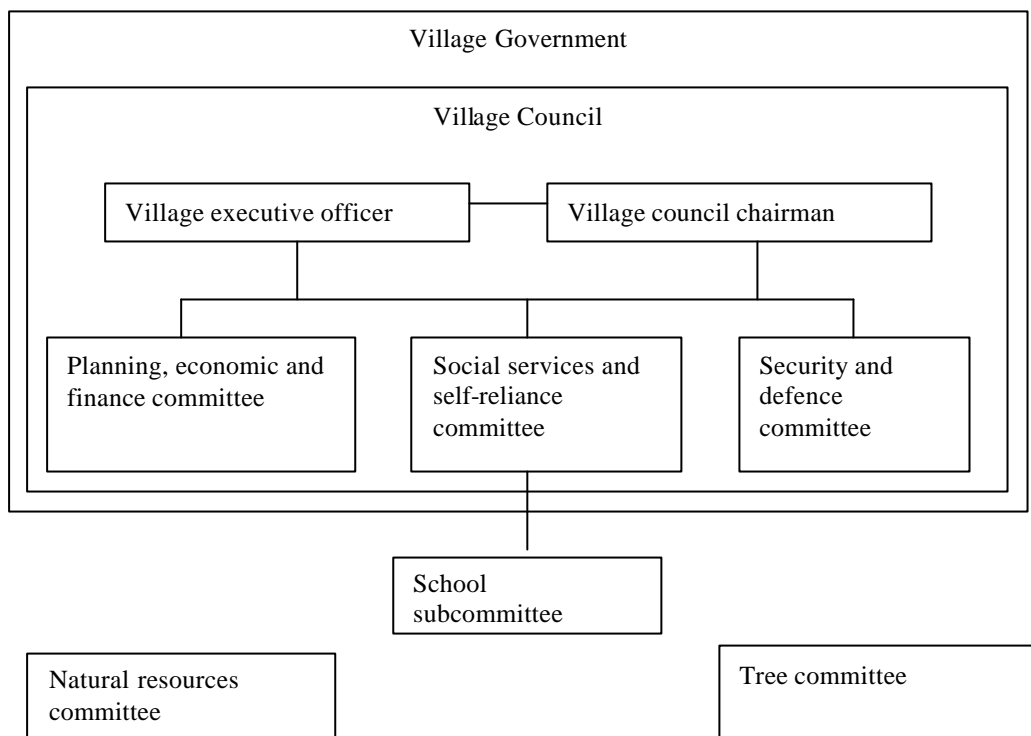 Village Government
Village Council
Village executive officer
Village council chairman
Planning, economic and
finance committee
Social services and
self-reliance
committee
Security and
defence
committee
School
subcommittee
Natural resources
committee
Tree committee